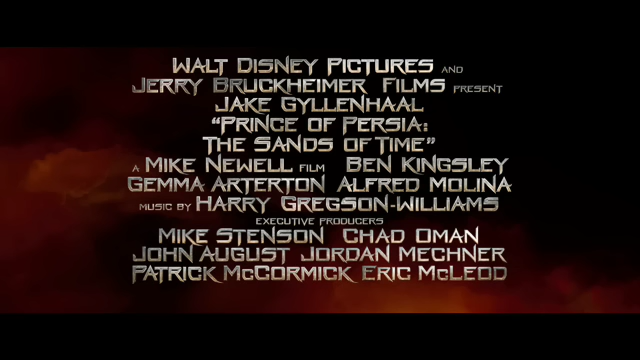 WALT DISNEY PICTURES AND
JERRY BRUCKHEIMER FILMS PRESENT
JAKE GYLLENHAAL
“PRINCE OF PERSIA:
THE SANDS OF TIME”
A MIKE NEWELL FILM BEN KINGSLEY
GEMMA ARTERTON ALFRED MOLINA
MUSIC BY HARRY GREGSON-WILLIAMS
EXECUTIVE PRODUCERS
MIKE STENSON CHAD OMAN
JOHN AUGUST JORDAN MECHNER
PATRICK MCCORMICK ERIC MCLEOD